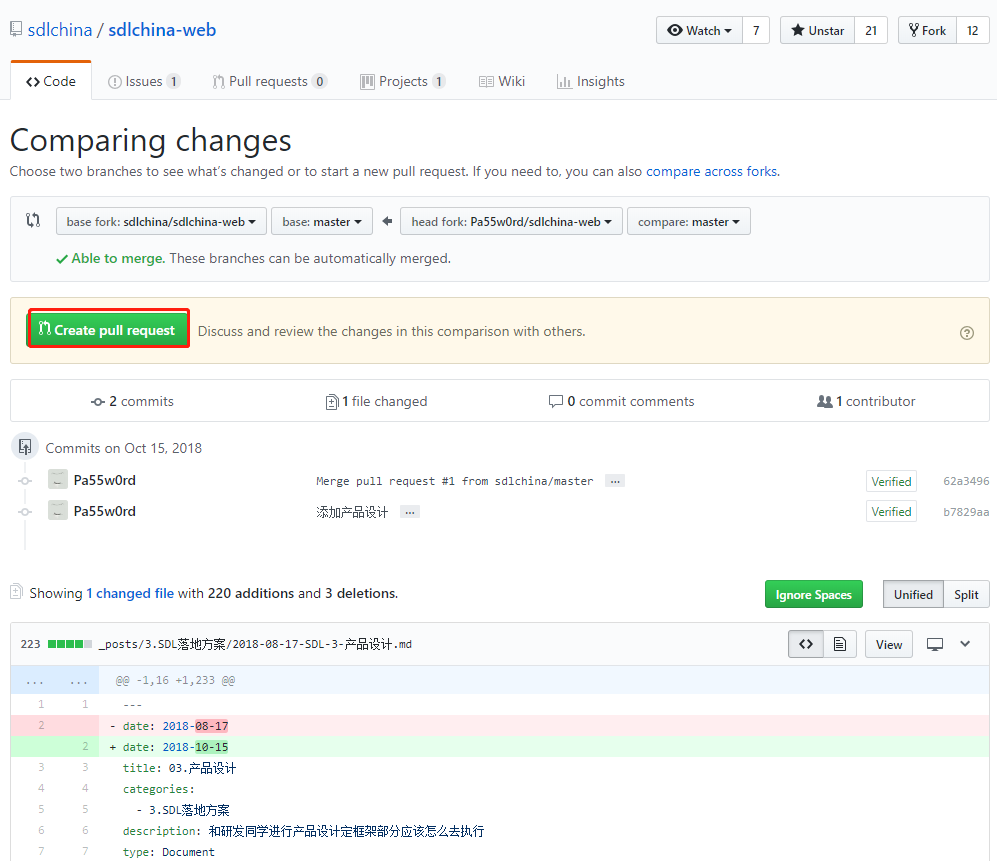 sdlchina / sdlchina-web
Watch 7 Unstar 21 Fork 12
Code Issues 1 Pull requests 0 Projects 1 Wiki Insights
Comparing changes
Choose two branches to see what's changed or to start a new pull request. If you need to, you can also compare across forks.
base fork: sdlchina/sdlchina-web base: master head fork: Pa55w0rd/sdlchina-web compare: master
Able to merge. These branches can be automatically merged.
Create pull request Discuss and review the changes in this comparison with others.
2 commits 1 file changed 0 commit comments 1 contributor
Commits on Oct 15, 2018
Pa55w0rd Merge pull request #1 from sdlchina/master … Verified 62a3496
Pa55w0rd 添加产品设计 … Verified b7829aa
Showing 1 changed file with 220 additions and 3 deletions.
Ignore Spaces Unified Split
223 _posts/3.SDL落地方案/2018-08-17-SDL-3-产品设计.md View
... ... @@ -1,16 +1,233 @@
1 1 ---
2 - date: 2018-08-17
2 + date: 2018-10-15
3 3 title: 03.产品设计
4 4 categories:
5 5 - 3.SDL落地方案
6 6 description: 和研发同学进行产品设计定框架部分应该怎么去执行
7 7 type: Document